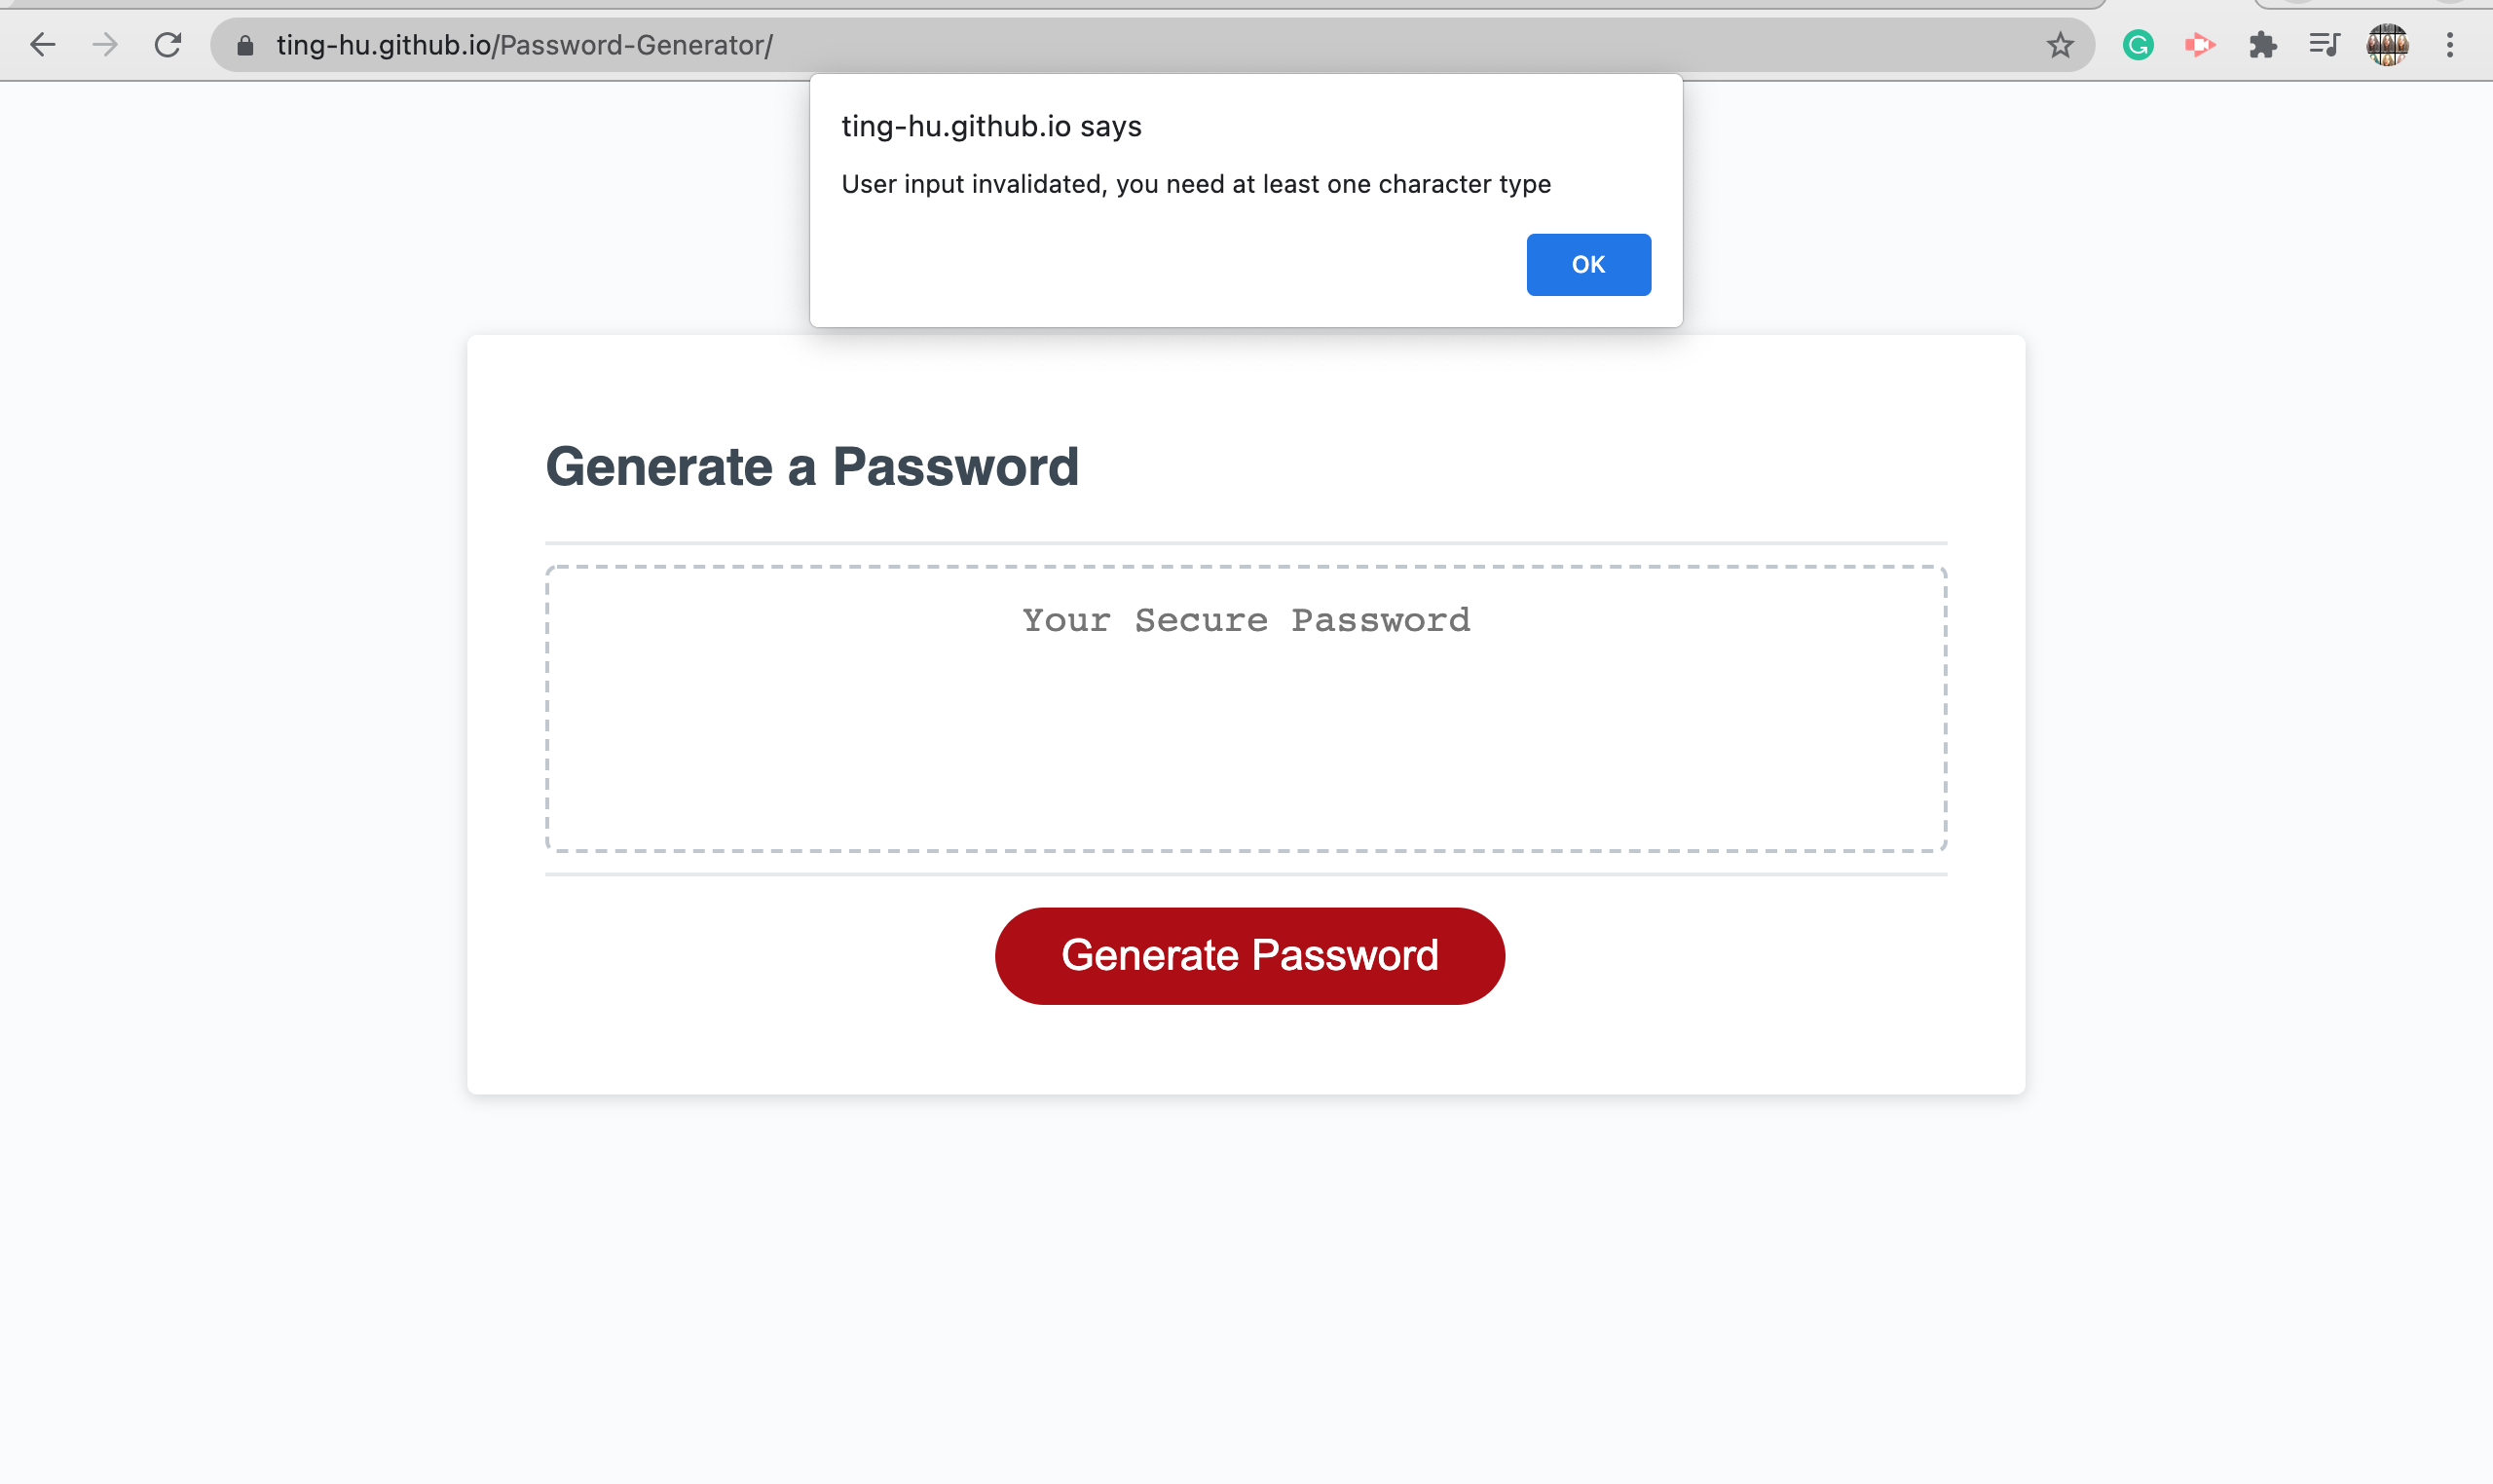 ting-hu.github.io/Password-Generator/
ting-hu.github.io says
User input invalidated, you need at least one character type
OK
Generate a Password
Your Secure Password
Generate Password